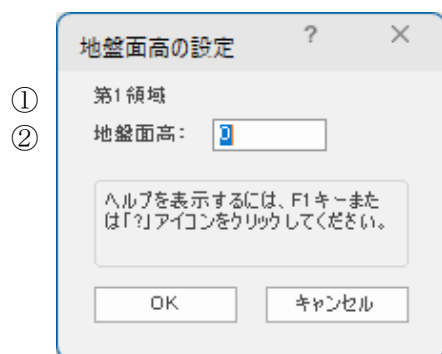 地盤面高の設定 ? ×
① 第1領域
② 地盤面高: 0
ヘルプを表示するには、F1キーまた
は「?」アイコンをクリックしてください。
OK キャンセル